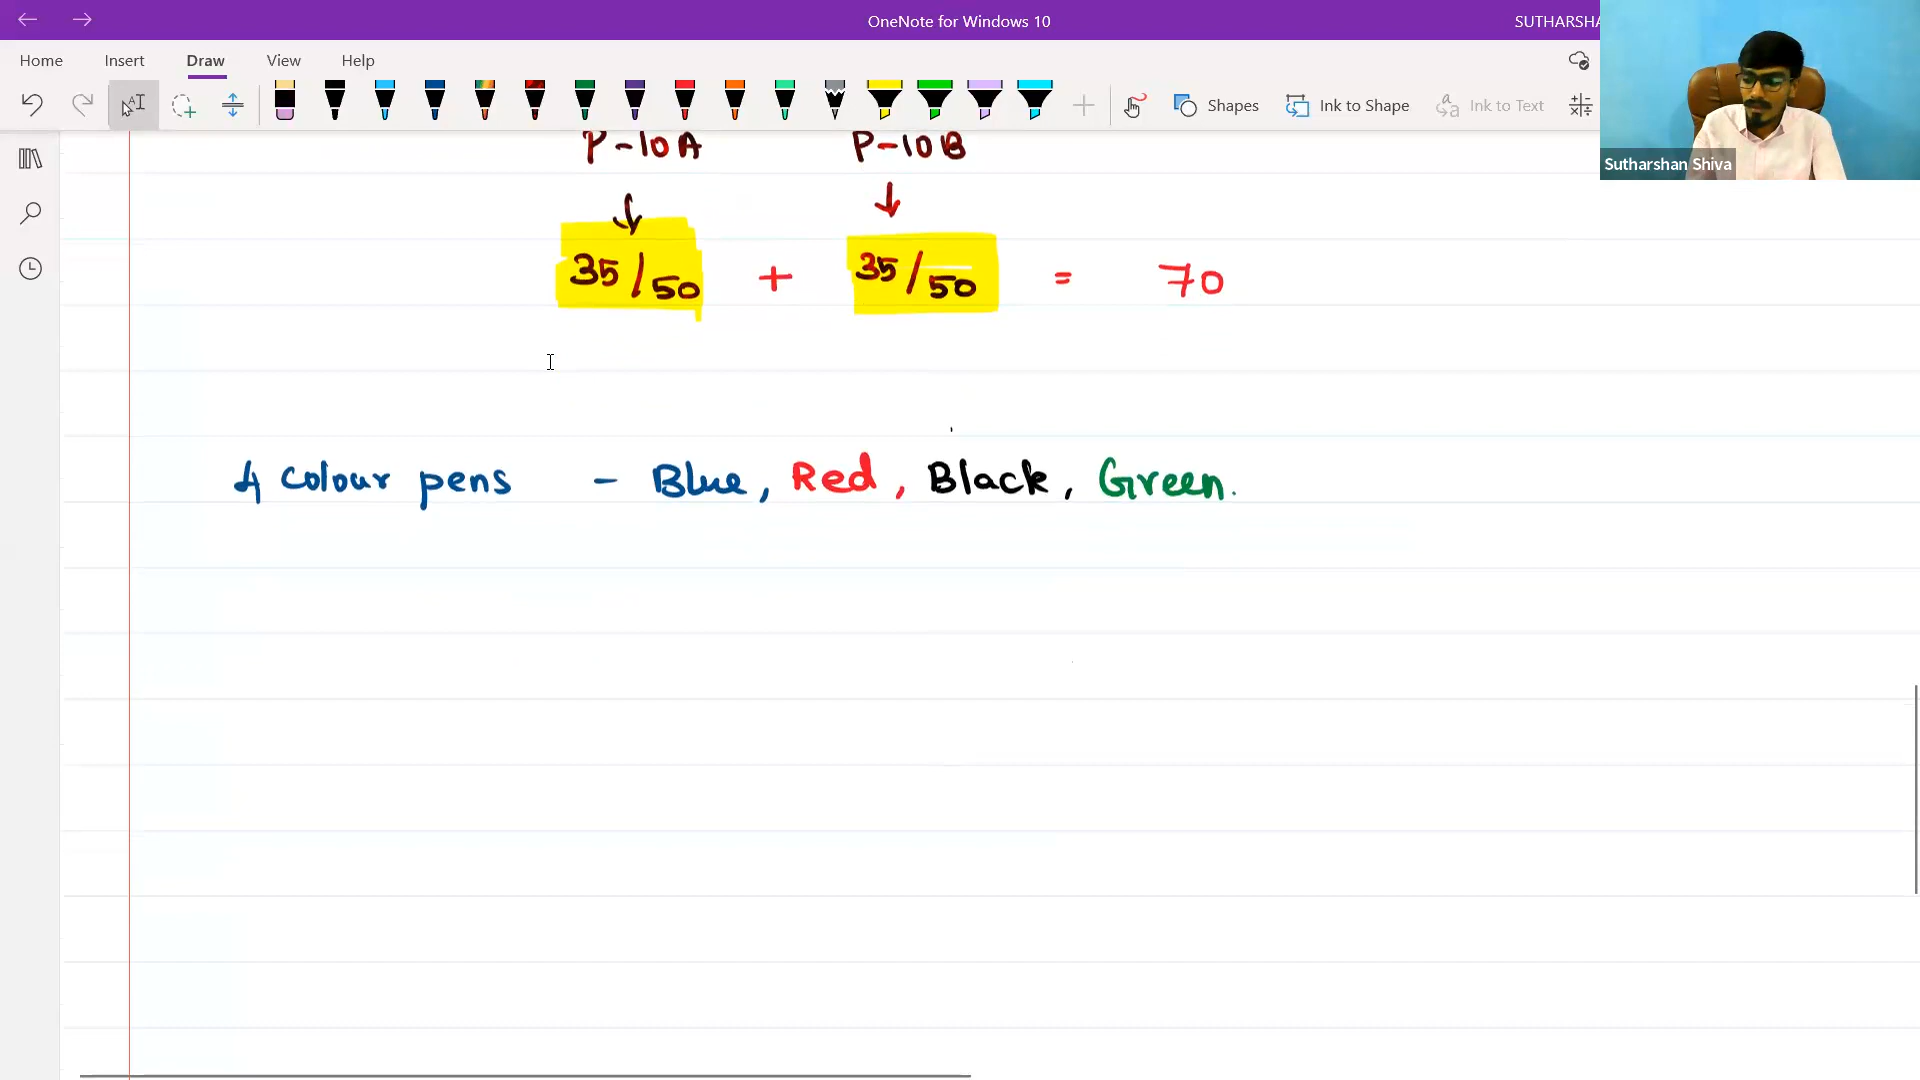 OneNote for Windows 10
SUTHARSHA
Home Insert Draw View Help
Shapes Ink to Shape Ink to Text
Sutharshan Shiva
P-10A P-10B
35/50 + 35/50 = 70
4 colour pens - Blue, Red, Black, Green.